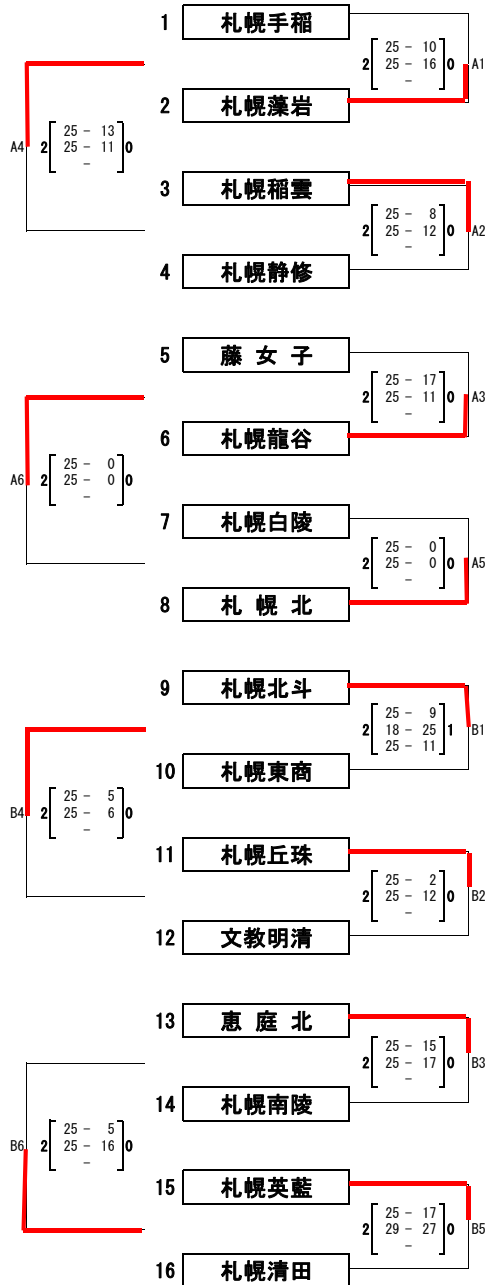 1 札幌手稲
2[25 - 10 25 - 16 -]0 A1
2 札幌藻岩
A4 2[25 - 13 25 - 11 -]0
3 札幌稲雲
2[25 - 8 25 - 12 -]0 A2
4 札幌静修
5 藤女子
2[25 - 17 25 - 11 -]0 A3
6 札幌龍谷
A6 2[25 - 0 25 - 0 -]0
7 札幌白陵
2[25 - 0 25 - 0 -]0 A5
8 札幌北
9 札幌北斗
2[25 - 9 18 - 25 25 - 11]1 B1
10 札幌東商
B4 2[25 - 5 25 - 6 -]0
11 札幌丘珠
2[25 - 2 25 - 12 -]0 B2
12 文教明清
13 恵庭北
2[25 - 15 25 - 17 -]0 B3
14 札幌南陵
B6 2[25 - 5 25 - 16 -]0
15 札幌英藍
2[25 - 17 29 - 27 -]0 B5
16 札幌清田